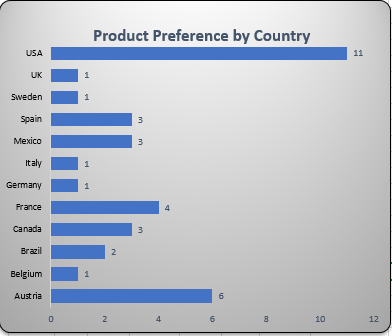 Product Preference by Country
USA 11
UK 1
Sweden 1
Spain 3
Mexico 3
Italy 1
Germany 1
France 4
Canada 3
Brazil 2
Belgium 1
Austria 6
0 2 4 6 8 10 12